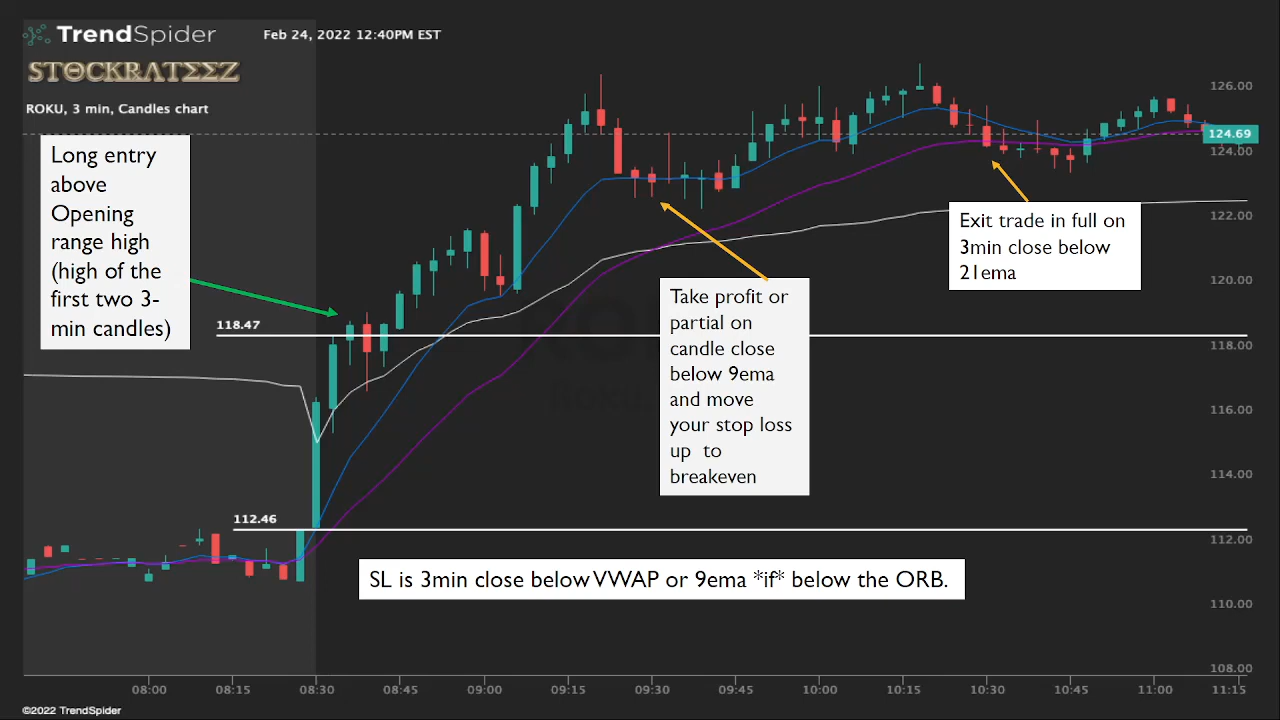 TrendSpider
Feb 24, 2022 12:40PM EST
STOCKRATEEZ
ROKU, 3 min, Candles chart
Long entry
above
Opening
range high
(high of the
first two 3-
min candles)
118.47
112.46
Take profit or
partial on
candle close
below 9ema
and move
your stop loss
up to
breakeven
Exit trade in full on
3min close below
21ema
SL is 3min close below VWAP or 9ema *if* below the ORB.
126.00
124.69
124.00
122.00
120.00
118.00
116.00
114.00
112.00
110.00
108.00
08:00 08:15 08:30 08:45 09:00 09:15 09:30 09:45 10:00 10:15 10:30 10:45 11:00 11:15
©2022 TrendSpider